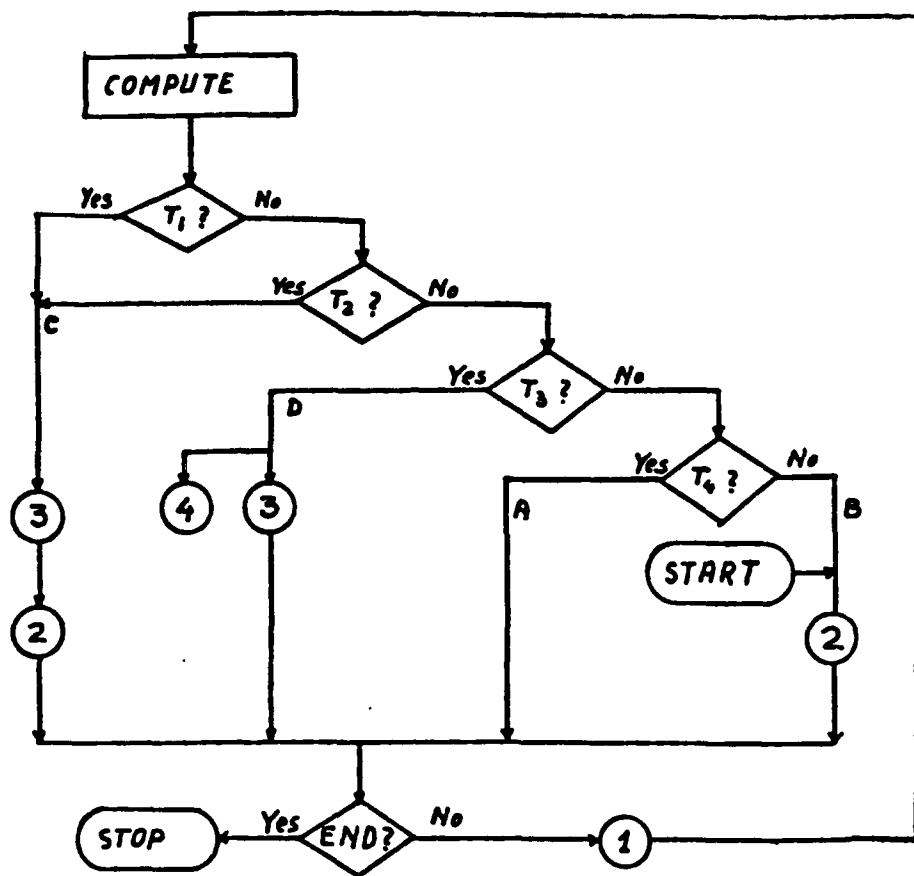 COMPUTE
Yes
T1 ?
No
Yes
T2 ?
No
C
Yes
T3 ?
No
D
Yes
T4 ?
No
4
3
A
B
3
START
2
2
STOP
Yes
END?
No
1